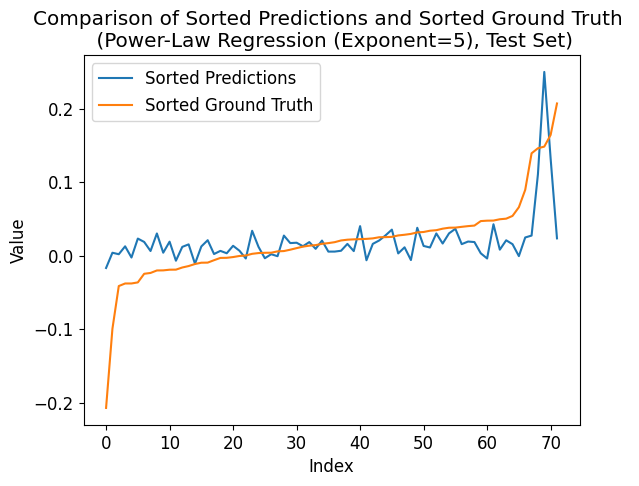 Comparison of Sorted Predictions and Sorted Ground Truth
(Power-Law Regression (Exponent=5), Test Set)
Sorted Predictions
Sorted Ground Truth
0.2
0.1
0.0
−0.1
−0.2
Value
0 10 20 30 40 50 60 70
Index